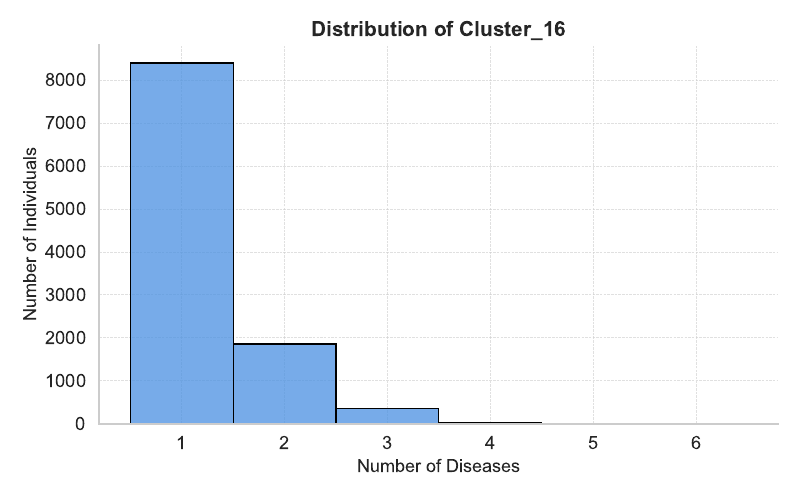 Distribution of Cluster_16
Number of Individuals
8000
7000
6000
5000
4000
3000
2000
1000
0
1 2 3 4 5 6
Number of Diseases